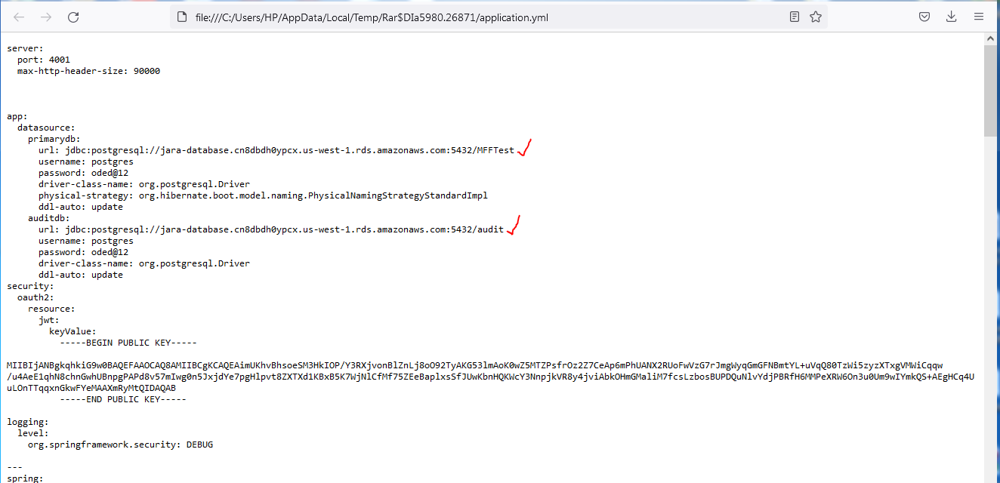 file:///C:/Users/HP/AppData/Local/Temp/Rar$DIa5980.26871/application.yml
server:
  port: 4001
  max-http-header-size: 90000
app:
  datasource:
    primarydb:
      url: jdbc:postgresql://jara-database.cn8dbdh0ypcx.us-west-1.rds.amazonaws.com:5432/MFFTest
      username: postgres
      password: oded@12
      driver-class-name: org.postgresql.Driver
      physical-strategy: org.hibernate.boot.model.naming.PhysicalNamingStrategyStandardImpl
      ddl-auto: update
    auditdb:
      url: jdbc:postgresql://jara-database.cn8dbdh0ypcx.us-west-1.rds.amazonaws.com:5432/audit
      username: postgres
      password: oded@12
      driver-class-name: org.postgresql.Driver
      ddl-auto: update
security:
  oauth2:
    resource:
      jwt:
        keyValue:
          -----BEGIN PUBLIC KEY-----
MIIBIjANBgkqhkiG9w0BAQEFAAOCAQ8AMIIBCgKCAQEAimUKhvBhsoeSM3HkIOP/Y3RXjvonBlZnLj8oO92TyAKG53lmAoK0wZ5MTZPsfrOz2Z7CeAp6mPhUANX2RUoFwVzG7rJmgWyqGmGFNBmtYL+uVqQ80TzWi5zyzXTxgVMWiCqqw
/u4AeE1qhN8chnGwhUBnpgPAPd8v57mIwg0n5JxjdYe7pgHlpvt8ZXTXd1KBxB5K7WjNlCfMf75ZEeBaplxsSfJUwKbnHQKWcY3NnpjkVR8y4jviAbkOHmGMaliM7fcsLzbosBUPDQuNlvYdjPBRfH6MMPeXRW6On3u0Um9wIYmkQS+AEgHCq4U
uLOnTTqqxnGkwFYeMAAXmRyMtQIDAQAB
          -----END PUBLIC KEY-----
logging:
  level:
    org.springframework.security: DEBUG
---
spring: